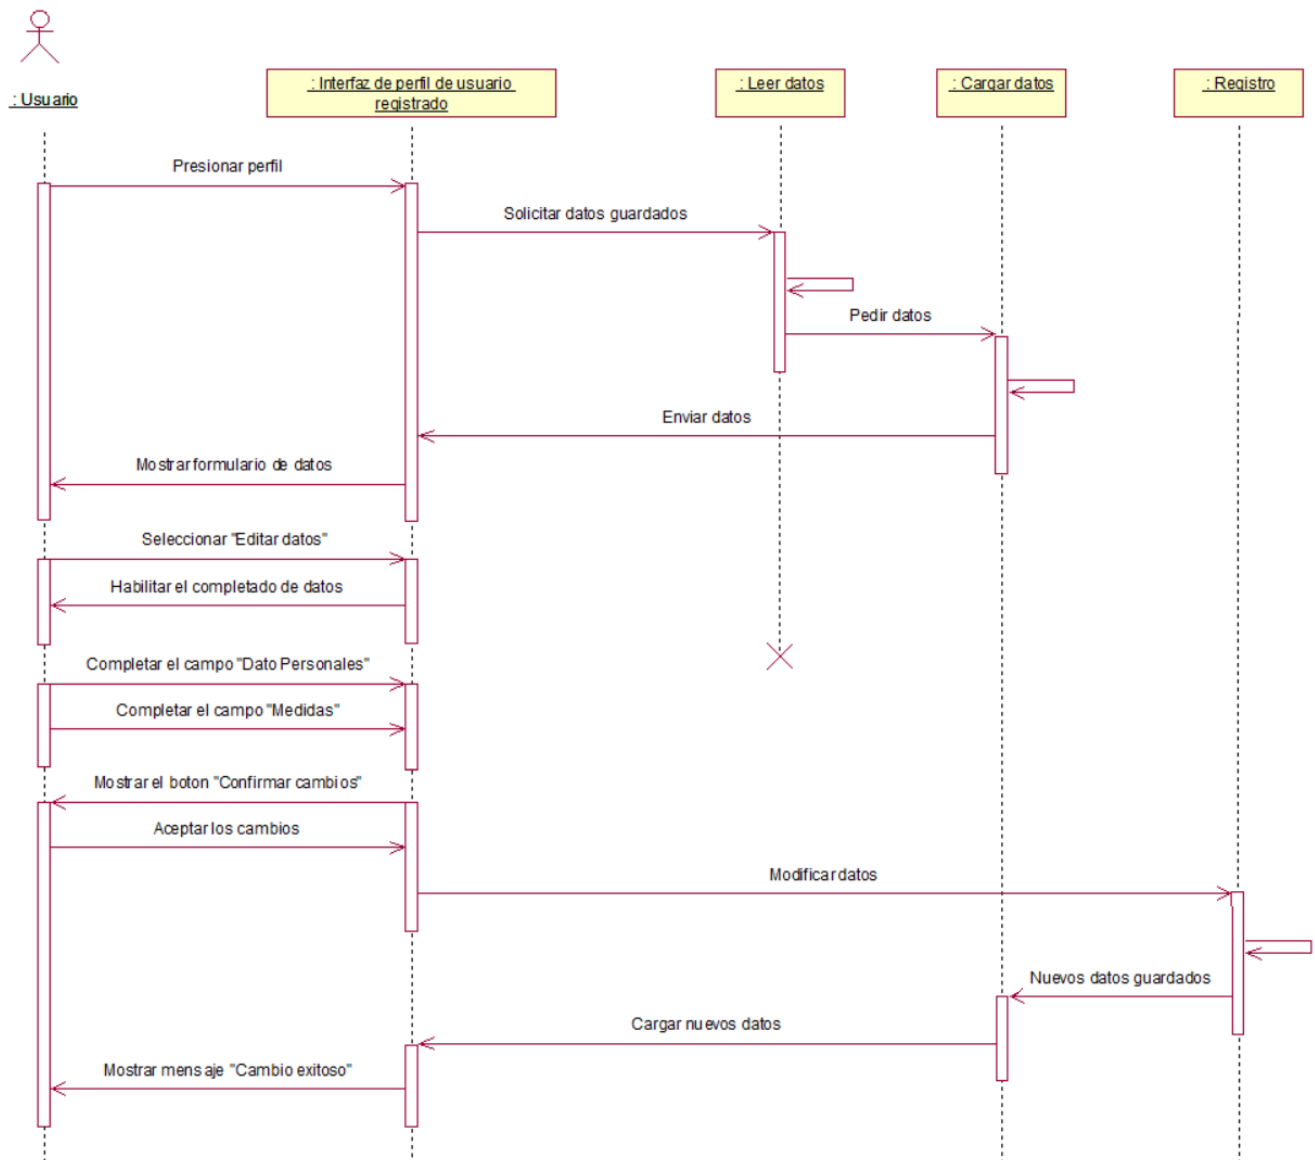 : Usuario
: Interfaz de perfil de usuario
registrado
: Leer datos
: Cargar datos
: Registro
Presionar perfil
Solicitar datos guardados
Pedir datos
Enviar datos
Mostrar formulario de datos
Seleccionar "Editar datos"
Habilitar el completado de datos
Completar el campo "Dato Personales"
Completar el campo "Medidas"
Mostrar el boton "Confirmar cambios"
Aceptar los cambios
Modificar datos
Nuevos datos guardados
Cargar nuevos datos
Mostrar mensaje "Cambio exitoso"